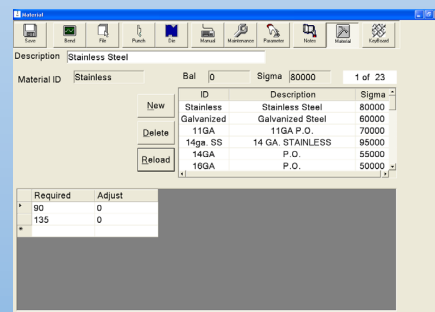 Material
Save Bend File Punch Die Manual Maintenance Parameter Notes Material KeyBoard
Description Stainless Steel
Material ID Stainless Bal 0 Sigma 80000 1 of 23
New
Delete
Reload
ID Description Sigma
Stainless Stainless Steel 80000
Galvanized Galvanized Steel 60000
11GA 11GA P.O. 70000
14ga. SS 14 GA. STAINLESS 95000
14GA P.O. 55000
16GA P.O. 50000
Required Adjust
90 0
135 0
*